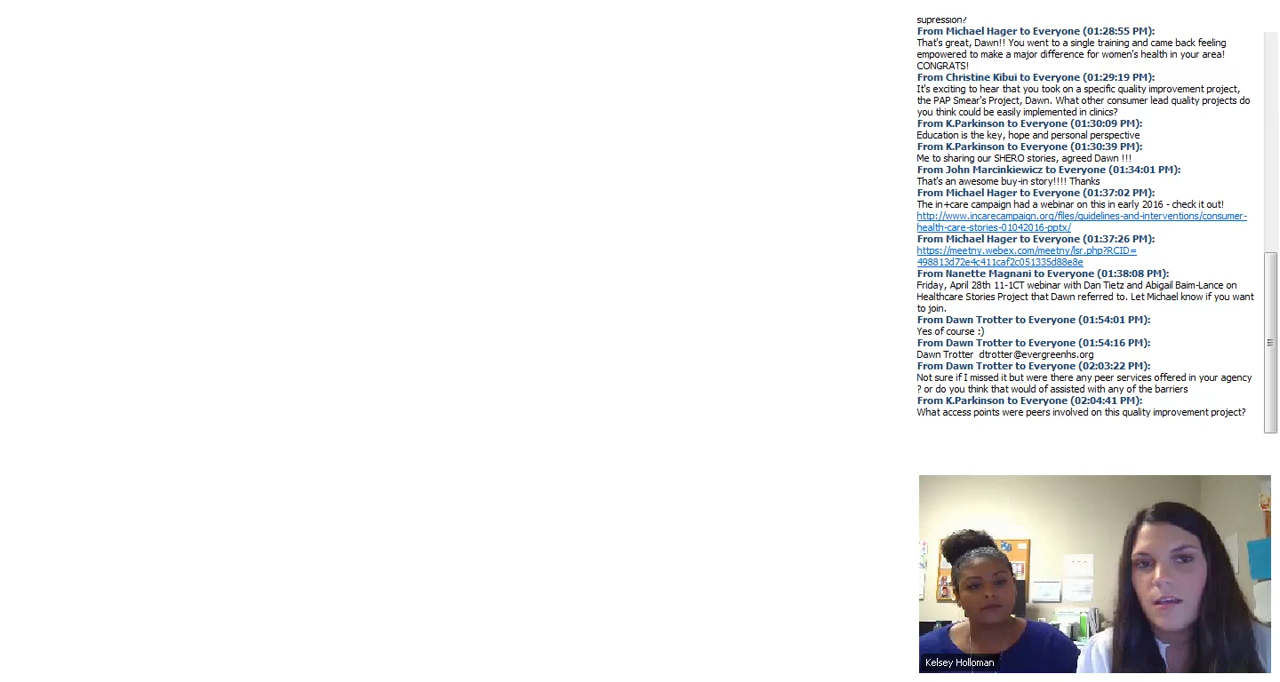 supression?
From Michael Hager to Everyone (01:28:55 PM):
That's great, Dawn!! You went to a single training and came back feeling
empowered to make a major difference for women's health in your area!
CONGRATS!
From Christine Kibui to Everyone (01:29:19 PM):
It's exciting to hear that you took on a specific quality improvement project,
the PAP Smear's Project, Dawn. What other consumer lead quality projects do
you think could be easily implemented in clinics?
From K.Parkinson to Everyone (01:30:09 PM):
Education is the key, hope and personal perspective
From K.Parkinson to Everyone (01:30:39 PM):
Me to sharing our SHERO stories, agreed Dawn !!!
From John Marcinkiewicz to Everyone (01:34:01 PM):
That's an awesome buy-in story!!!! Thanks
From Michael Hager to Everyone (01:37:02 PM):
The in+care campaign had a webinar on this in early 2016 - check it out!
http://www.incarecampaign.org/files/guidelines-and-interventions/consumer-
health-care-stories-01042016-pptx/
From Michael Hager to Everyone (01:37:26 PM):
https://meetny.webex.com/meetny/lsr.php?RCID=
498813d72e4c411caf2c051335d88e8e
From Nanette Magnani to Everyone (01:38:08 PM):
Friday, April 28th 11-1CT webinar with Dan Tietz and Abigail Baim-Lance on
Healthcare Stories Project that Dawn referred to. Let Michael know if you want
to join.
From Dawn Trotter to Everyone (01:54:01 PM):
Yes of course :)
From Dawn Trotter to Everyone (01:54:16 PM):
Dawn Trotter  dtrotter@evergreenhs.org
From Dawn Trotter to Everyone (02:03:22 PM):
Not sure if I missed it but were there any peer services offered in your agency
? or do you think that would of assisted with any of the barriers
From K.Parkinson to Everyone (02:04:41 PM):
What access points were peers involved on this quality improvement project?
Kelsey Holloman